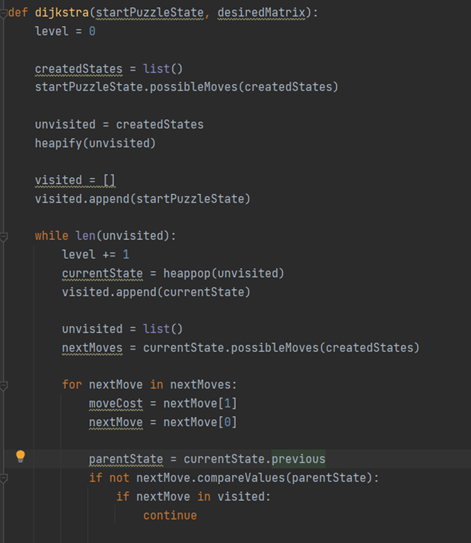 def dijkstra(startPuzzleState, desiredMatrix):
    level = 0
    createdStates = list()
    startPuzzleState.possibleMoves(createdStates)
    unvisited = createdStates
    heapify(unvisited)
    visited = []
    visited.append(startPuzzleState)
    while len(unvisited):
        level += 1
        currentState = heappop(unvisited)
        visited.append(currentState)
        unvisited = list()
        nextMoves = currentState.possibleMoves(createdStates)
        for nextMove in nextMoves:
            moveCost = nextMove[1]
            nextMove = nextMove[0]
            parentState = currentState.previous
            if not nextMove.compareValues(parentState):
                if nextMove in visited:
                    continue